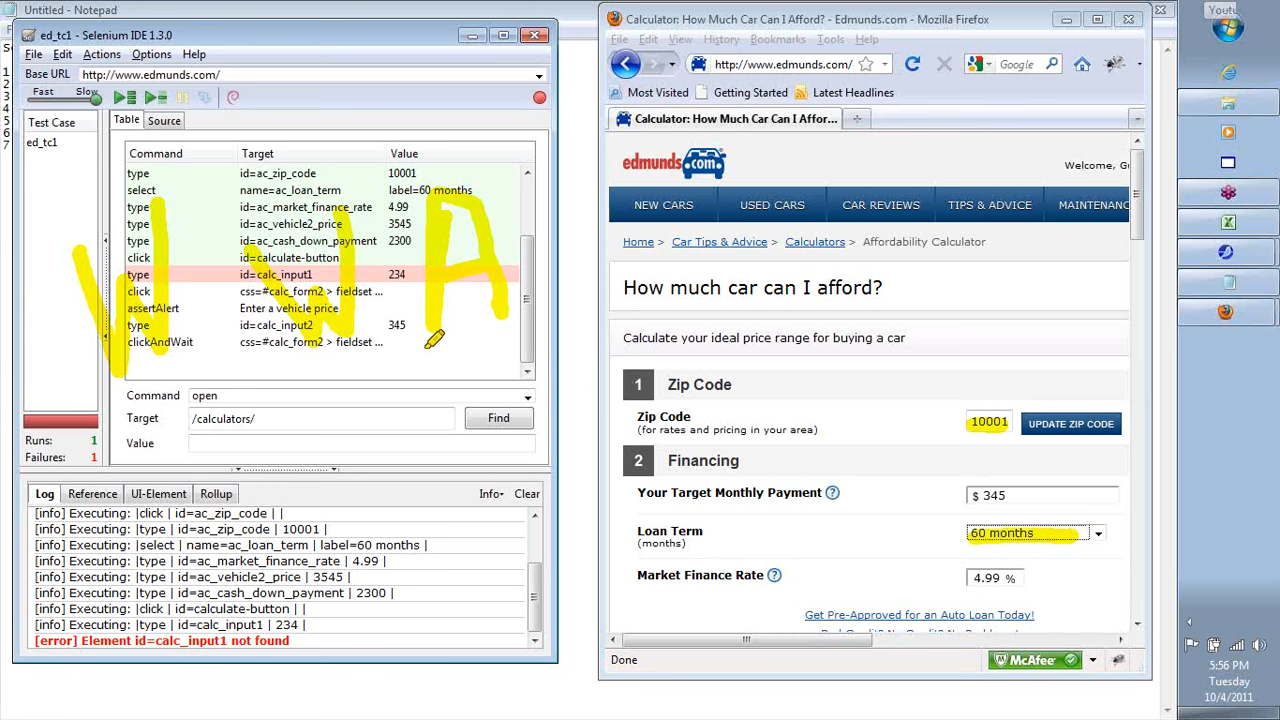 Untitled - Notepad
Youtu
ed_tc1 - Selenium IDE 1.3.0
File Edit Actions Options Help
Base URL http://www.edmunds.com/
Fast Slow
Test Case
ed_tc1
Table Source
Command Target Value
type id=ac_zip_code 10001
select name=ac_loan_term label=60 months
type id=ac_market_finance_rate 4.99
type id=ac_vehicle2_price 3545
type id=ac_cash_down_payment 2300
click id=calculate-button
type id=calc_input1 234
click css=#calc_form2 > fieldset ...
assertAlert Enter a vehicle price
type id=calc_input2 345
clickAndWait css=#calc_form2 > fieldset ...
W W A
Command open
Target /calculators/ Find
Value
Runs: 1
Failures: 1
Log Reference UI-Element Rollup Info Clear
[info] Executing: |click | id=ac_zip_code | |
[info] Executing: |type | id=ac_zip_code | 10001 |
[info] Executing: |select | name=ac_loan_term | label=60 months |
[info] Executing: |type | id=ac_market_finance_rate | 4.99 |
[info] Executing: |type | id=ac_vehicle2_price | 3545 |
[info] Executing: |type | id=ac_cash_down_payment | 2300 |
[info] Executing: |click | id=calculate-button | |
[info] Executing: |type | id=calc_input1 | 234 |
[error] Element id=calc_input1 not found
1
2
3
4
5
6
7
Calculator: How Much Car Can I Afford? - Edmunds.com - Mozilla Firefox
File Edit View History Bookmarks Tools Help
http://www.edmunds.com/ Google
Most Visited Getting Started Latest Headlines
Calculator: How Much Car Can I Affor...
edmunds.com
Welcome,
NEW CARS USED CARS CAR REVIEWS TIPS & ADVICE MAINTENANC
Home > Car Tips & Advice > Calculators > Affordability Calculator
How much car can I afford?
Calculate your ideal price range for buying a car
1 Zip Code
Zip Code 10001 UPDATE ZIP CODE
(for rates and pricing in your area)
2 Financing
Your Target Monthly Payment ? $ 345
Loan Term 60 months
(months)
Market Finance Rate ? 4.99 %
Get Pre-Approved for an Auto Loan Today!
Done McAfee
5:56 PM
Tuesday
10/4/2011